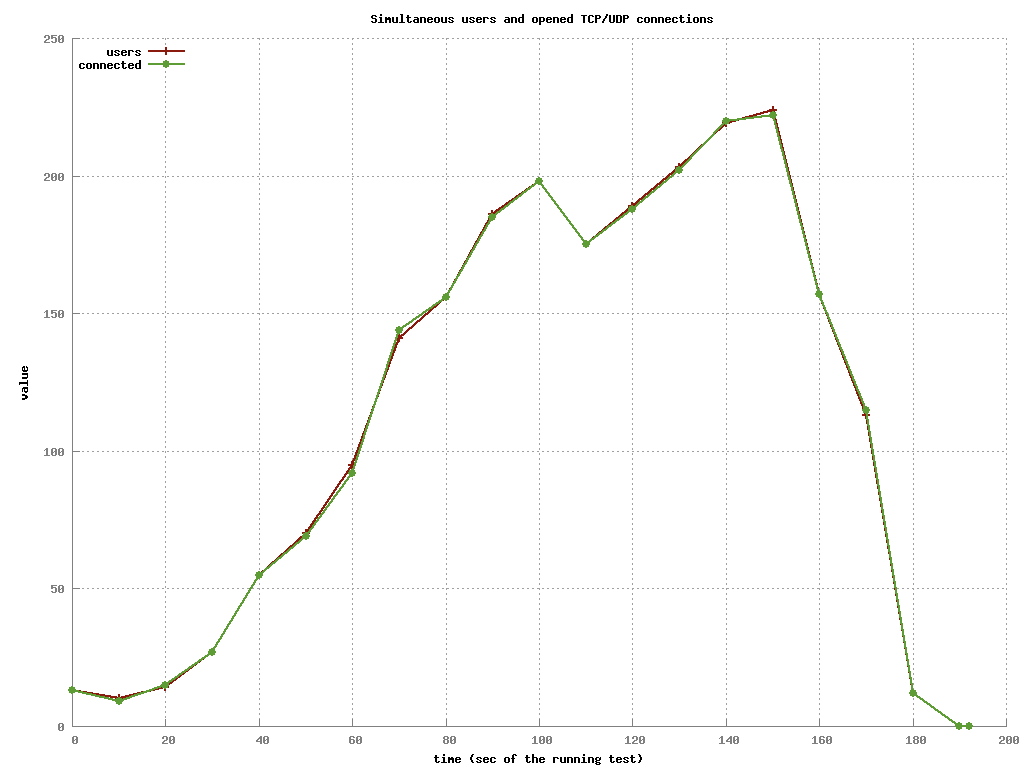 Simultaneous users and opened TCP/UDP connections
250
users
connected
200
150
value
100
50
0
0 20 40 60 80 100 120 140 160 180 200
time (sec of the running test)